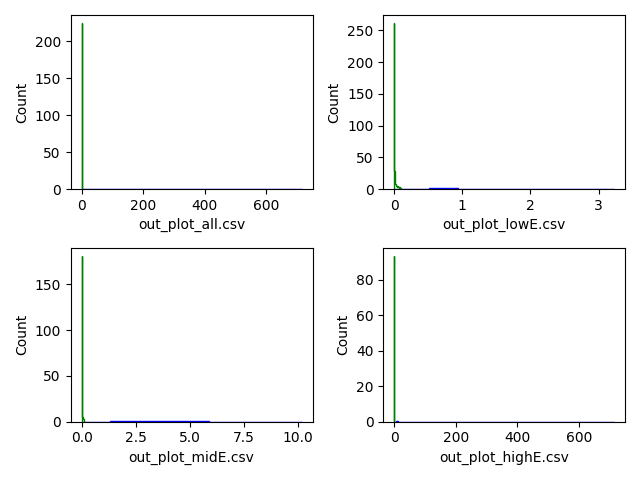 200
150
100
50
0
Count
0 200 400 600
out_plot_all.csv
250
200
150
100
50
0
Count
0 1 2 3
out_plot_lowE.csv
150
100
50
0
Count
0.0 2.5 5.0 7.5 10.0
out_plot_midE.csv
80
60
40
20
0
Count
0 200 400 600
out_plot_highE.csv